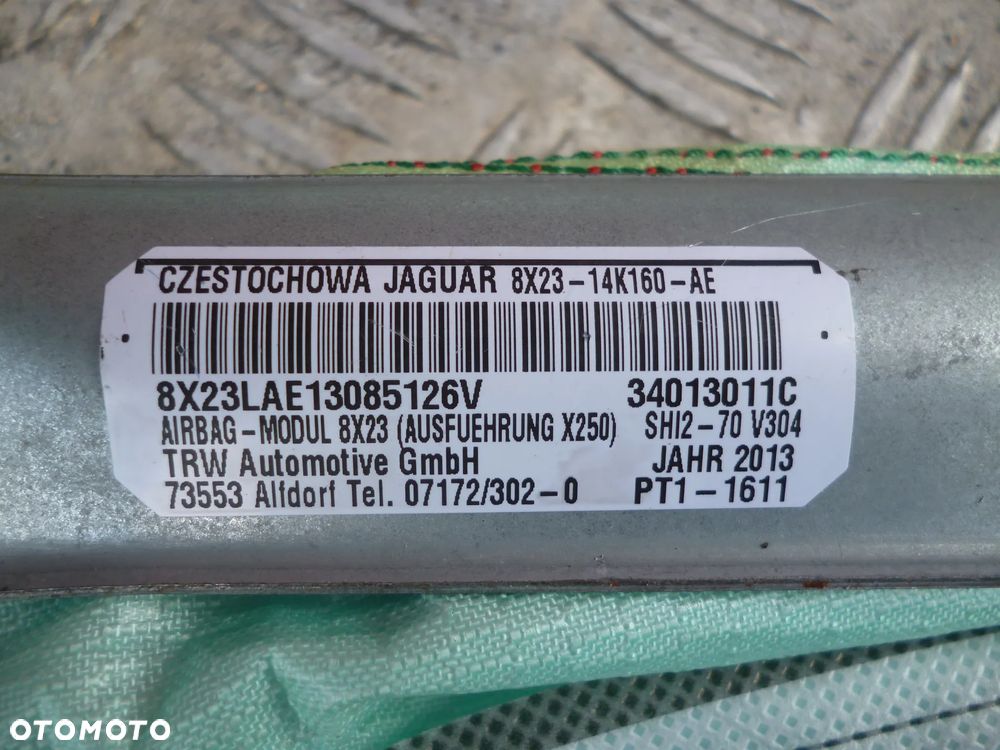 CZESTOCHOWA JAGUAR 8X23-14K160-AE
8X23LAE13085126V 34013011C
AIRBAG-MODUL 8X23 (AUSFUEHRUNG X250) SHI2-70 V304
TRW Automotive GmbH JAHR 2013
73553 Alfdorf Tel. 07172/302-0 PT1-1611
OTOMOTO